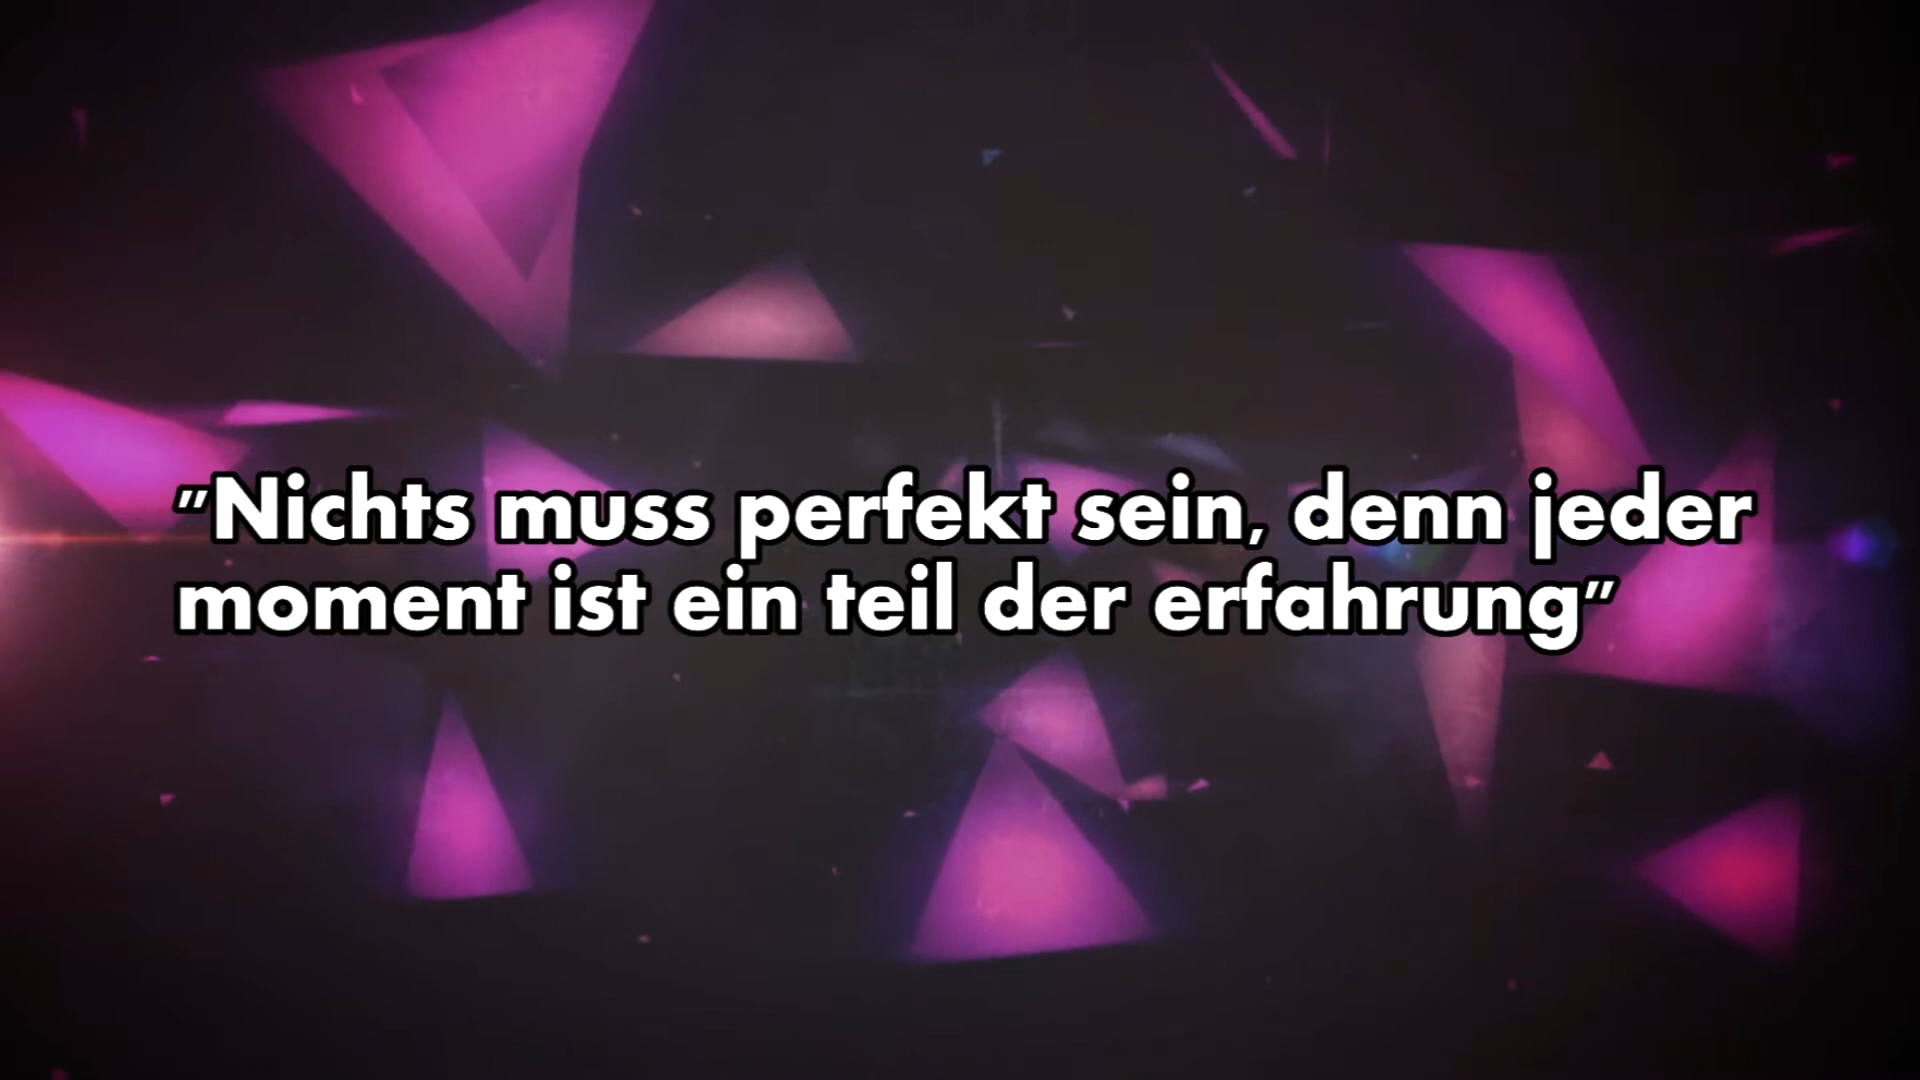 "Nichts muss perfekt sein, denn jeder
moment ist ein teil der erfahrung"